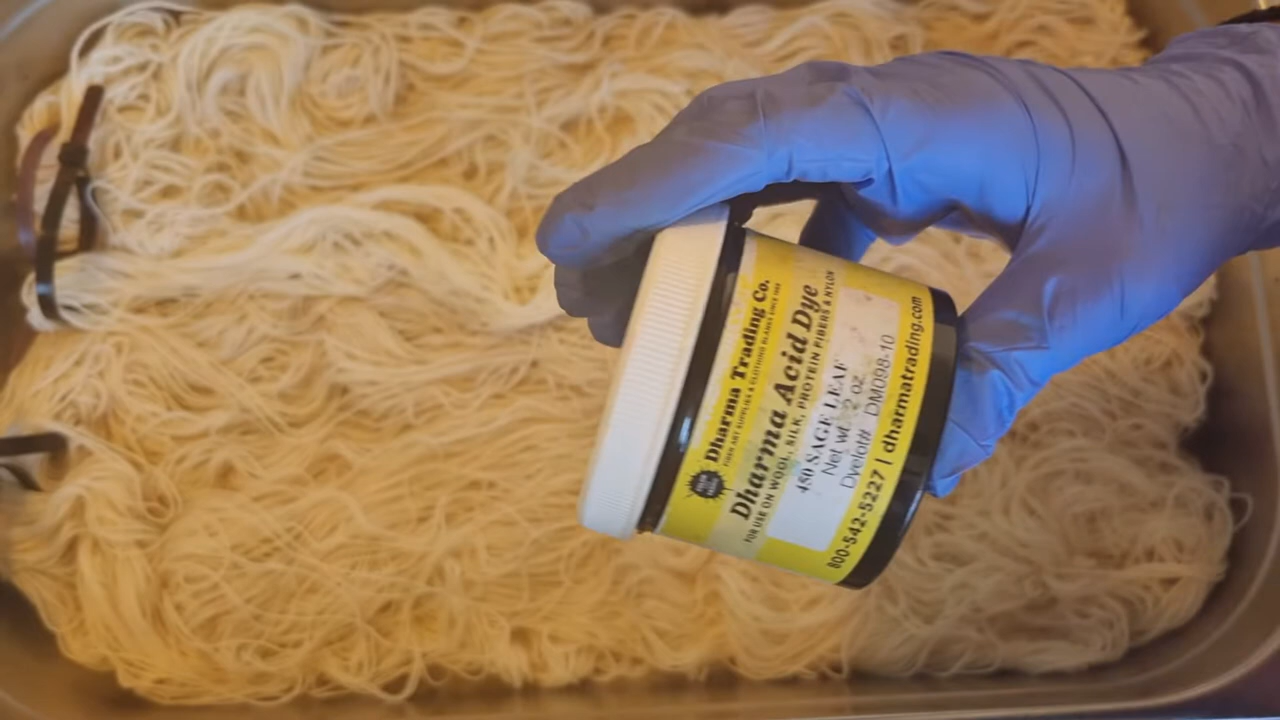 Dharma Trading Co.
FIBER ART SUPPLIES & CLOTHING BLANKS SINCE 1969
Dharma Acid Dye
FOR USE ON WOOL, SILK, PROTEIN FIBERS & NYLON
450 SAGE LEAF
Net wt. 2 oz
Dyelot# DM098-10
800-542-5227 | dharmatrading.com